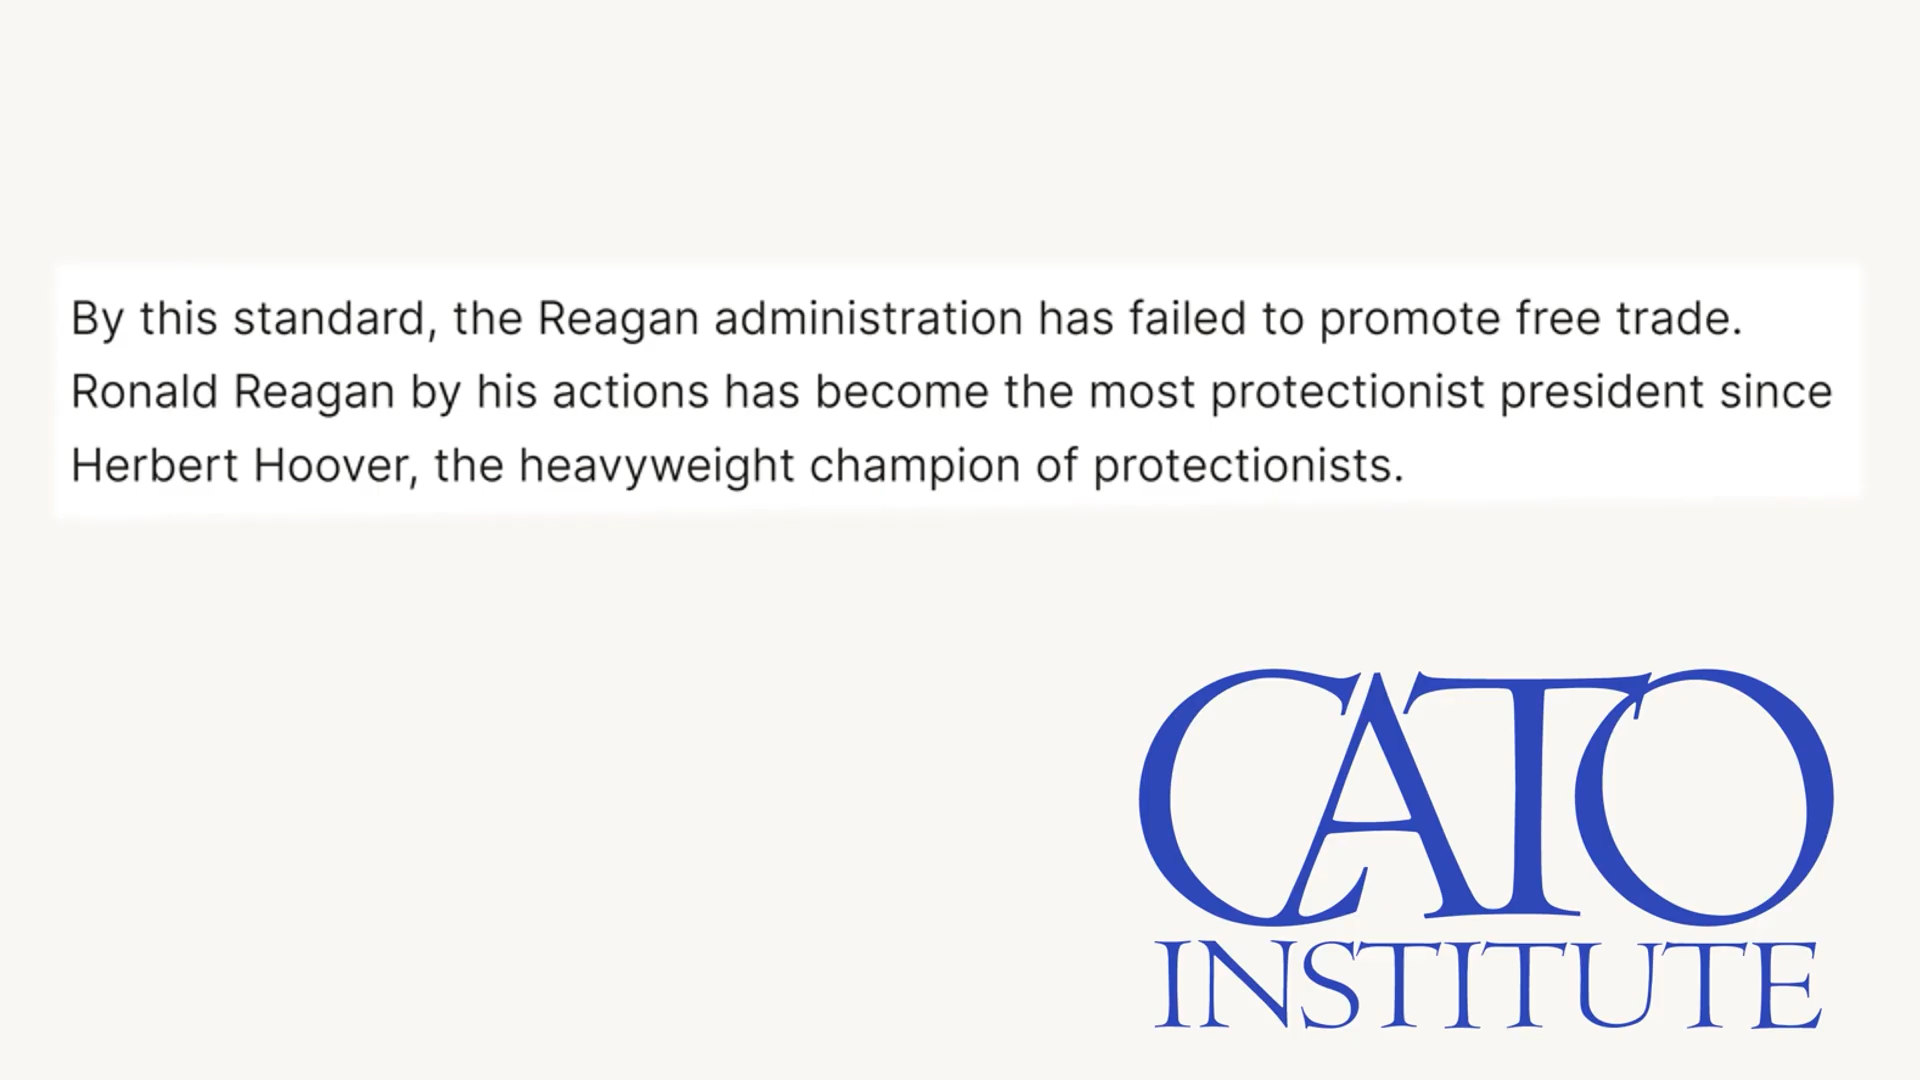 By this standard, the Reagan administration has failed to promote free trade.
Ronald Reagan by his actions has become the most protectionist president since
Herbert Hoover, the heavyweight champion of protectionists.
CATO
INSTITUTE